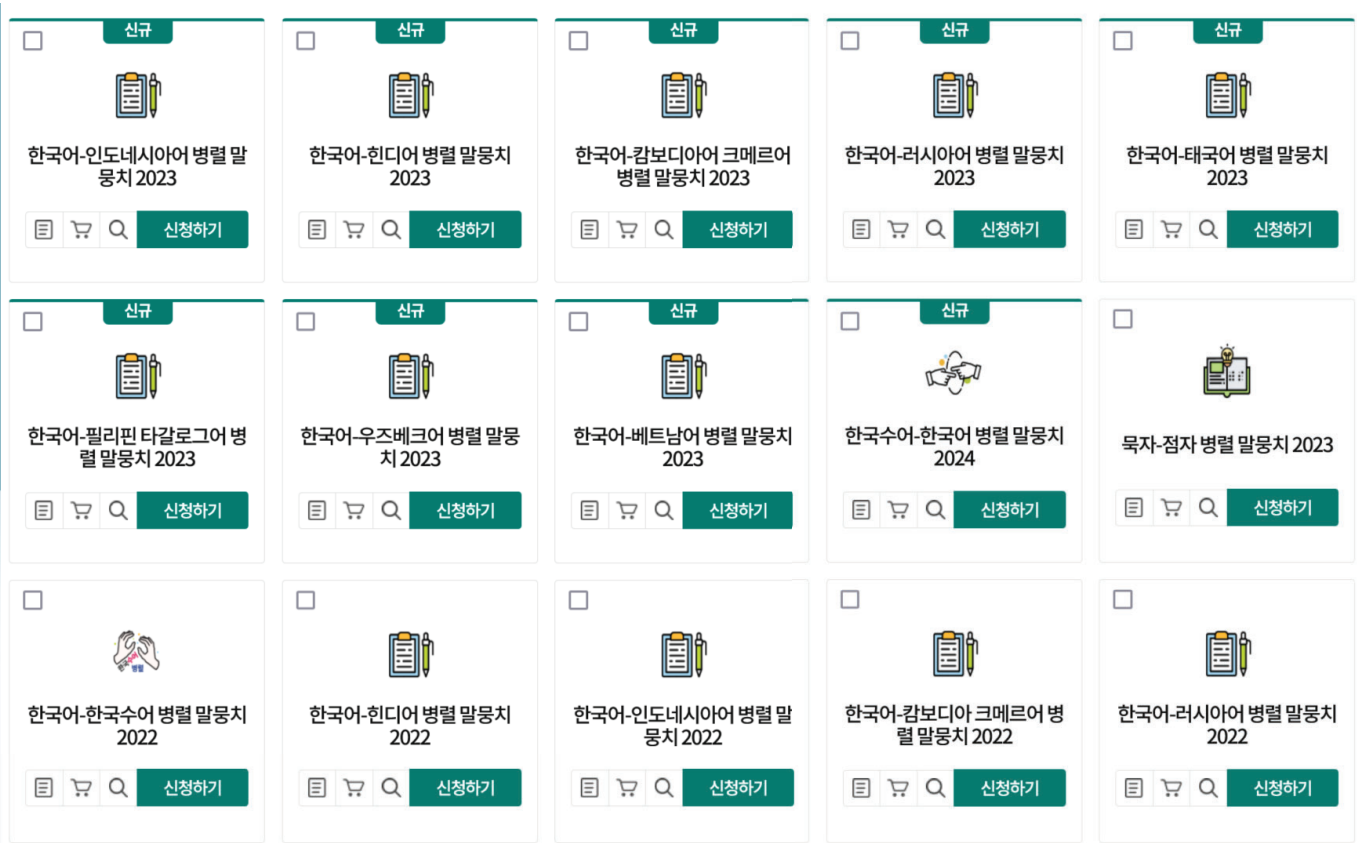 신규
신규
신규
신규
신규
한국어-인도네시아어 병렬 말
뭉치 2023
한국어-힌디어 병렬 말뭉치
2023
한국어-캄보디아어 크메르어
병렬 말뭉치 2023
한국어-러시아어 병렬 말뭉치
2023
한국어-태국어 병렬 말뭉치
2023
신청하기
신청하기
신청하기
신청하기
신청하기
신규
신규
신규
신규
한국어-필리핀 타갈로그어 병
렬 말뭉치 2023
한국어-우즈베크어 병렬 말뭉
치 2023
한국어-베트남어 병렬 말뭉치
2023
한국수어-한국어 병렬 말뭉치
2024
묵자-점자 병렬 말뭉치 2023
신청하기
신청하기
신청하기
신청하기
신청하기
한국어-한국수어 병렬 말뭉치
2022
한국어-힌디어 병렬 말뭉치
2022
한국어-인도네시아어 병렬 말
뭉치 2022
한국어-캄보디아 크메르어 병
렬 말뭉치 2022
한국어-러시아어 병렬 말뭉치
2022
신청하기
신청하기
신청하기
신청하기
신청하기